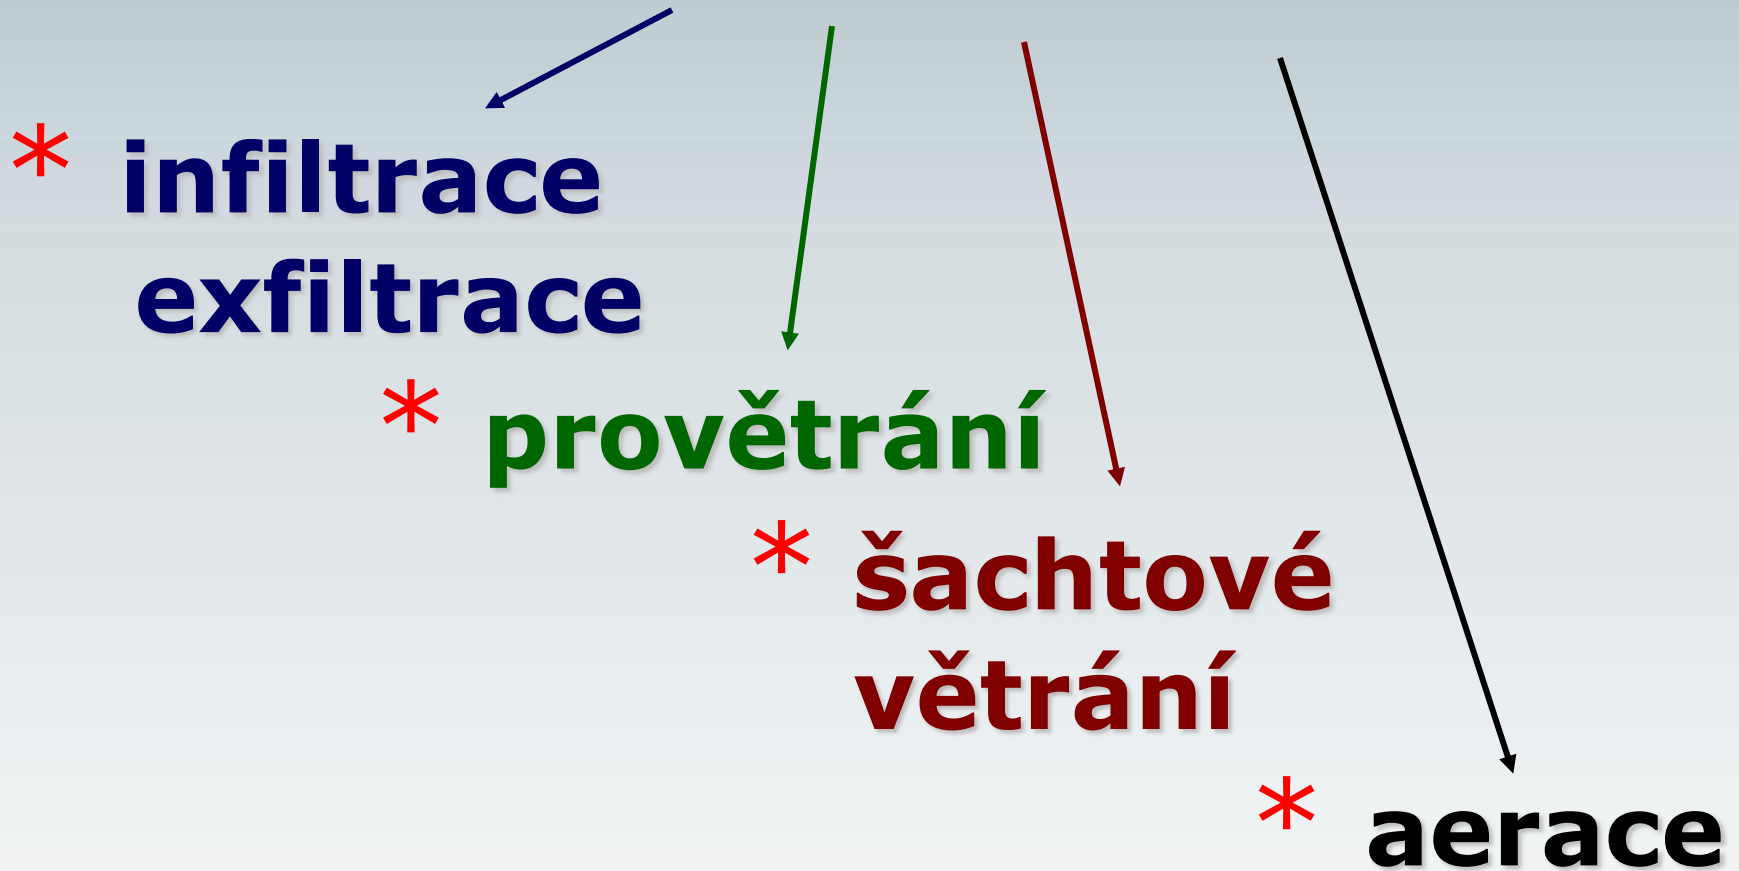 * infiltrace
exfiltrace
* provětrání
* šachtové
větrání
* aerace